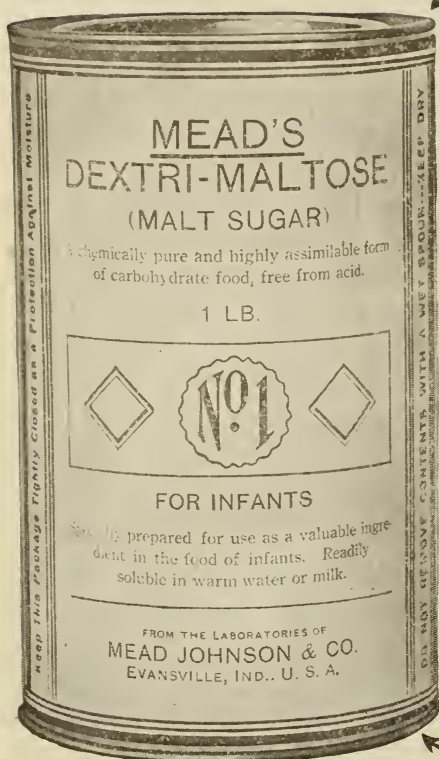 MEAD'S
DEXTRI-MALTOSE
(MALT SUGAR)
A chemically pure and highly assimilable form
of carbohydrate food, free from acid.
1 LB.
Nº 1
FOR INFANTS
prepared for use as a valuable ingre-
dient in the food of infants. Readily
soluble in warm water or milk.
FROM THE LABORATORIES OF
MEAD JOHNSON & CO.
EVANSVILLE, IND., U. S. A.
Keep This Package Tightly Closed as a Protection Against Moisture
DO NOT REMOVE CONTENTS WITH A WET SPOON--KEEP DRY